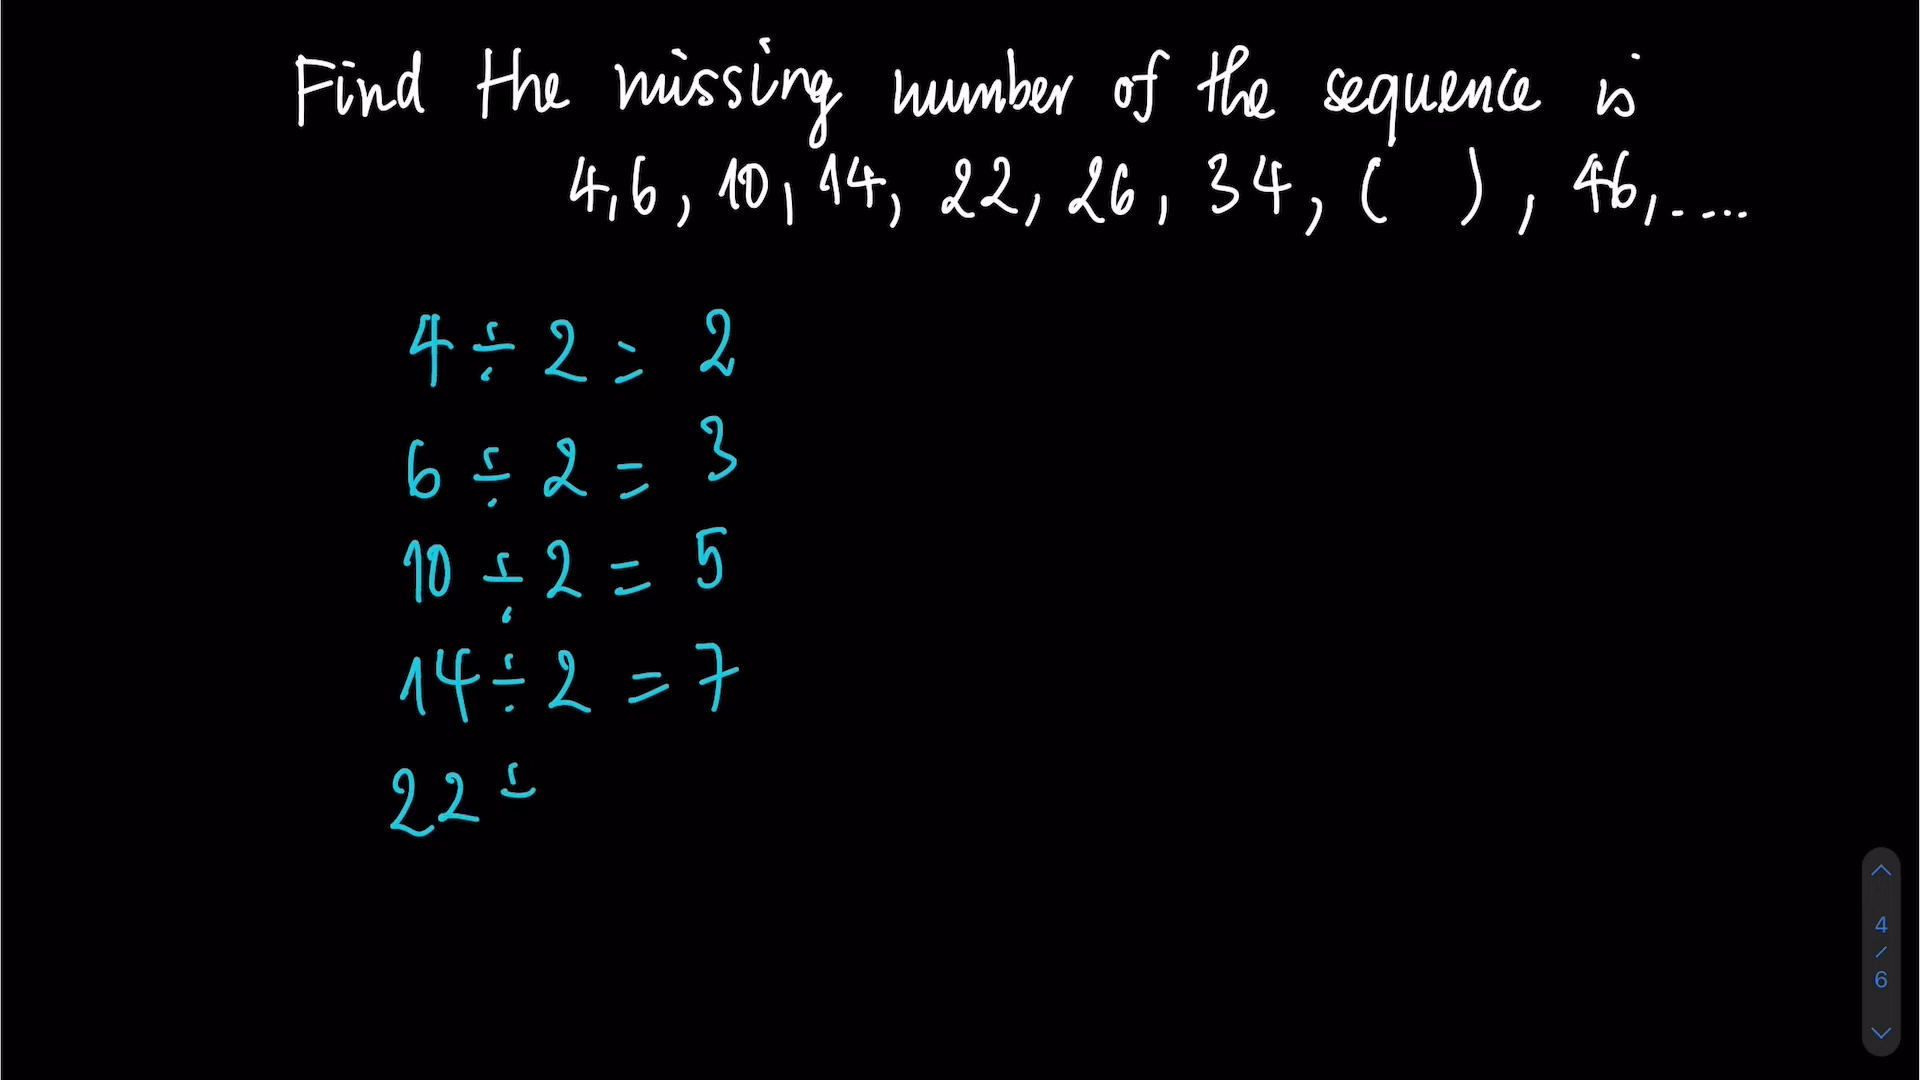 Find the missing number of the sequence is
4, 6, 10, 14, 22, 26, 34, ( ), 46, .....
4 ÷ 2 = 2
6 ÷ 2 = 3
10 ÷ 2 = 5
14 ÷ 2 = 7
22 ÷
4
/
6